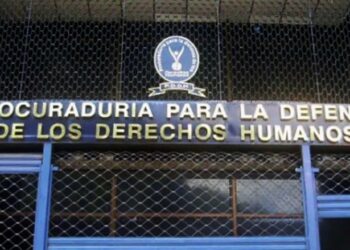 OCURADURIA PARA LA DEFEN
DE LOS DERECHOS HUMANOS